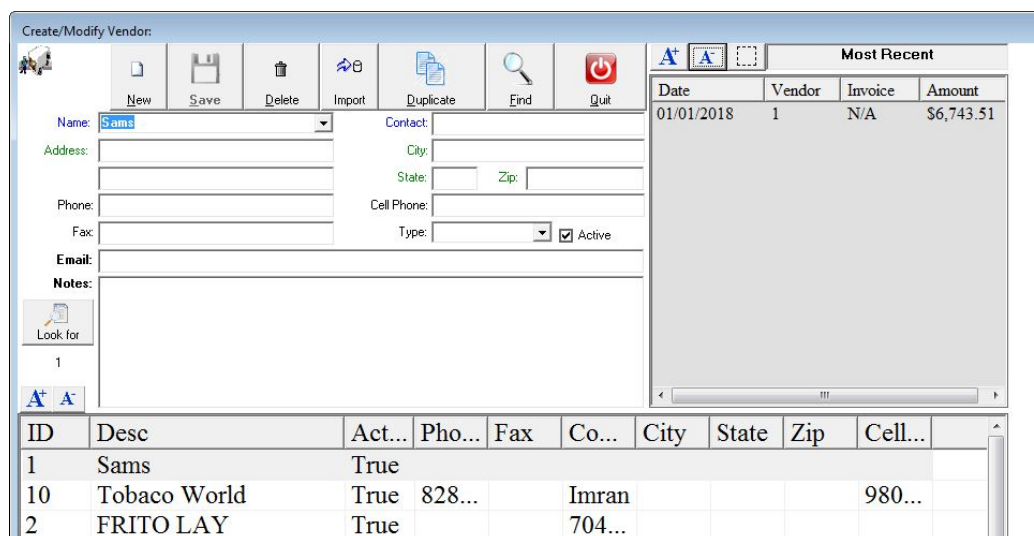 Create/Modify Vendor:
New Save Delete Import Duplicate Find Quit
A+ A- Most Recent
Date Vendor Invoice Amount
01/01/2018 1 N/A $6,743.51
Name: Sams Contact:
Address: City:
State: Zip:
Phone: Cell Phone:
Fax: Type: Active
Email:
Notes:
Look for
1
A+ A-
ID Desc Act... Pho... Fax Co... City State Zip Cell...
1 Sams True
10 Tobaco World True 828... Imran 980...
2 FRITO LAY True 704...